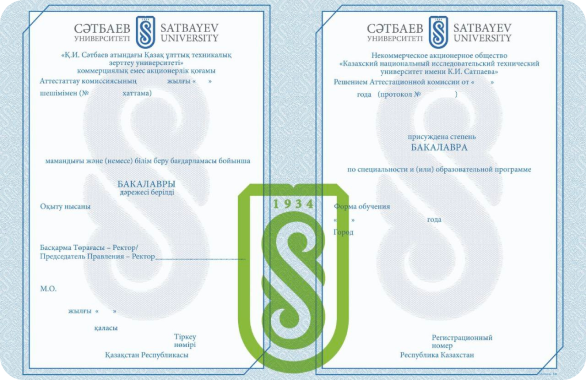 СӘТБАЕВ
УНИВЕРСИТЕТІ
SATBAYEV
UNIVERSITY
«Қ.И. Сәтбаев атындағы Қазақ ұлттық техникалық
зерттеу университеті»
коммерциялық емес акционерлік қоғамы
Аттестаттау комиссиясының жылғы « »
шешімімен (№ хаттама)
мамандығы және (немесе) білім беру бағдарламасы бойынша
БАКАЛАВРЫ
дәрежесі берілді
Оқыту нысаны
Басқарма Төрағасы – Ректор/
Председатель Правления – Ректор
М.О.
жылғы « »
қаласы
Тіркеу
нөмірі
Қазақстан Республикасы
1934
СӘТБАЕВ
УНИВЕРСИТЕТІ
SATBAYEV
UNIVERSITY
Некоммерческое акционерное общество
«Казахский национальный исследовательский технический
университет имени К.И. Сатпаева»
Решением Аттестационной комиссии от « »
года (протокол № )
присуждена степень
БАКАЛАВРА
по специальности и (или) образовательной программе
Форма обучения
« » года
Город
Регистрационный
номер
Республика Казахстан